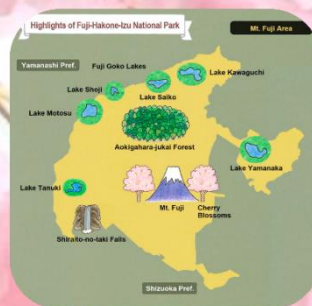 Highlights of Fuji-Hakone-Izu National Park
Mt. Fuji Area
Yamanashi Pref.
Fuji Goko Lakes
Lake Kawaguchi
Lake Shoji
Lake Saiko
Lake Motosu
Aokigahara-jukai Forest
Lake Yamanaka
Lake Tanuki
Mt. Fuji
Cherry
Blossoms
Shiraito-no-taki Falls
Shizuoka Pref.